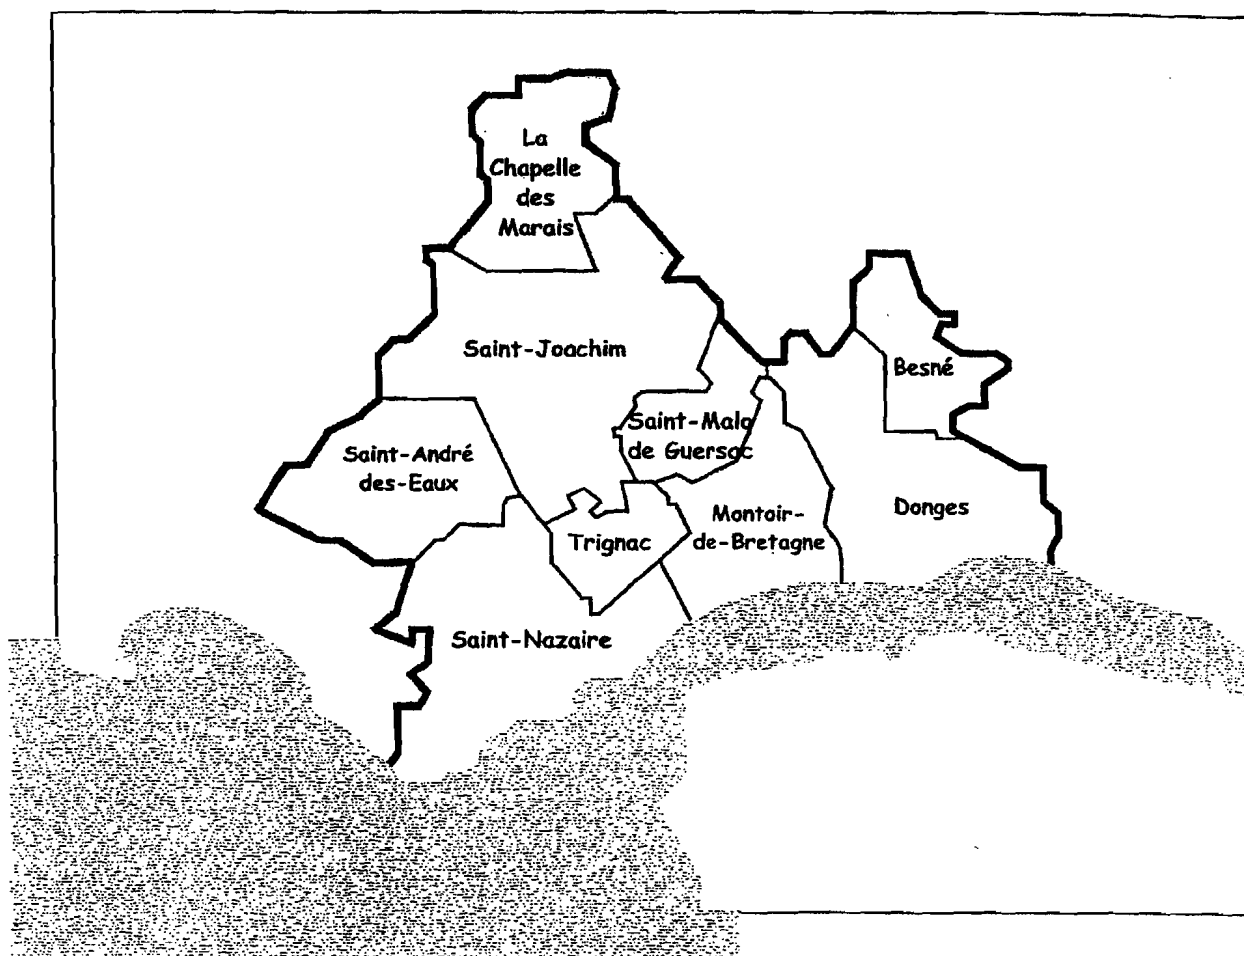 La
Chapelle
des
Marais
Saint-Joachim
Besné
Saint-Malo
de Guersac
Saint-André
des-Eaux
Donges
Montoir-
de-Bretagne
Trignac
Saint-Nazaire